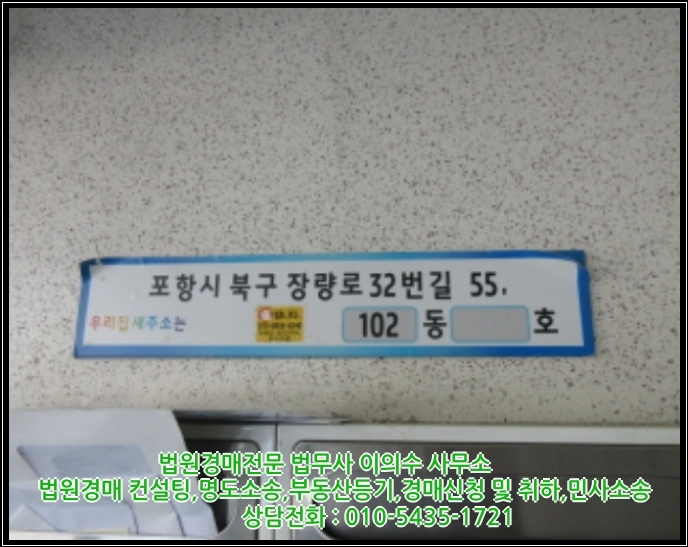 포항시 북구 장량로 32번길 55,
우리집새주소는
102 동 호
법원경매전문 법무사 이의수 사무소
법원경매 컨설팅,명도소송,부동산등기,경매신청 및 취하,민사소송
상담전화 : 010-5435-1721